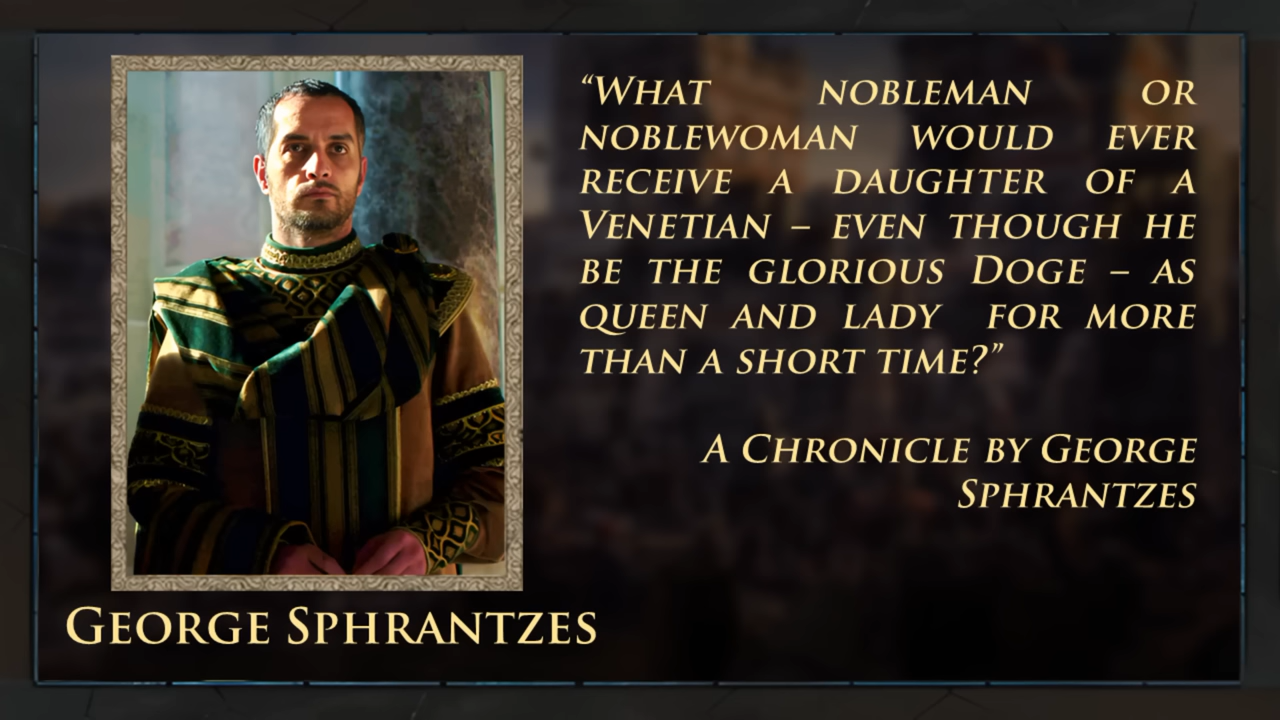 “What nobleman or
noblewoman would ever
receive a daughter of a
Venetian – even though he
be the glorious Doge – as
queen and lady for more
than a short time?”
A Chronicle by George
Sphrantzes
George Sphrantzes